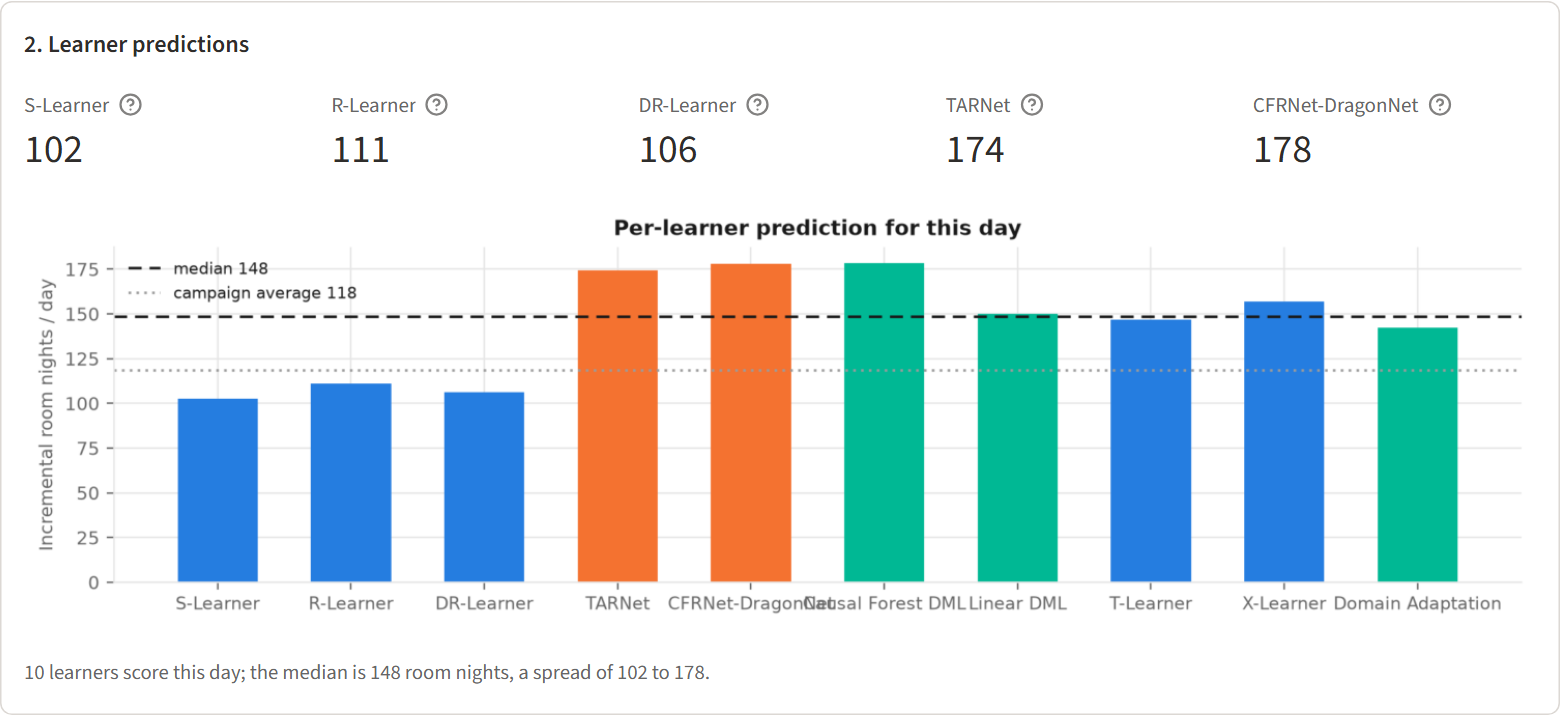 2. Learner predictions
S-Learner ?
R-Learner ?
DR-Learner ?
TARNet ?
CFRNet-DragonNet ?
102
111
106
174
178
Per-learner prediction for this day
median 148
campaign average 118
Incremental room nights / day
175
150
125
100
75
50
25
0
S-Learner
R-Learner
DR-Learner
TARNet
CFRNet-DragonNet
Causal Forest DML
Linear DML
T-Learner
X-Learner
Domain Adaptation
10 learners score this day; the median is 148 room nights, a spread of 102 to 178.